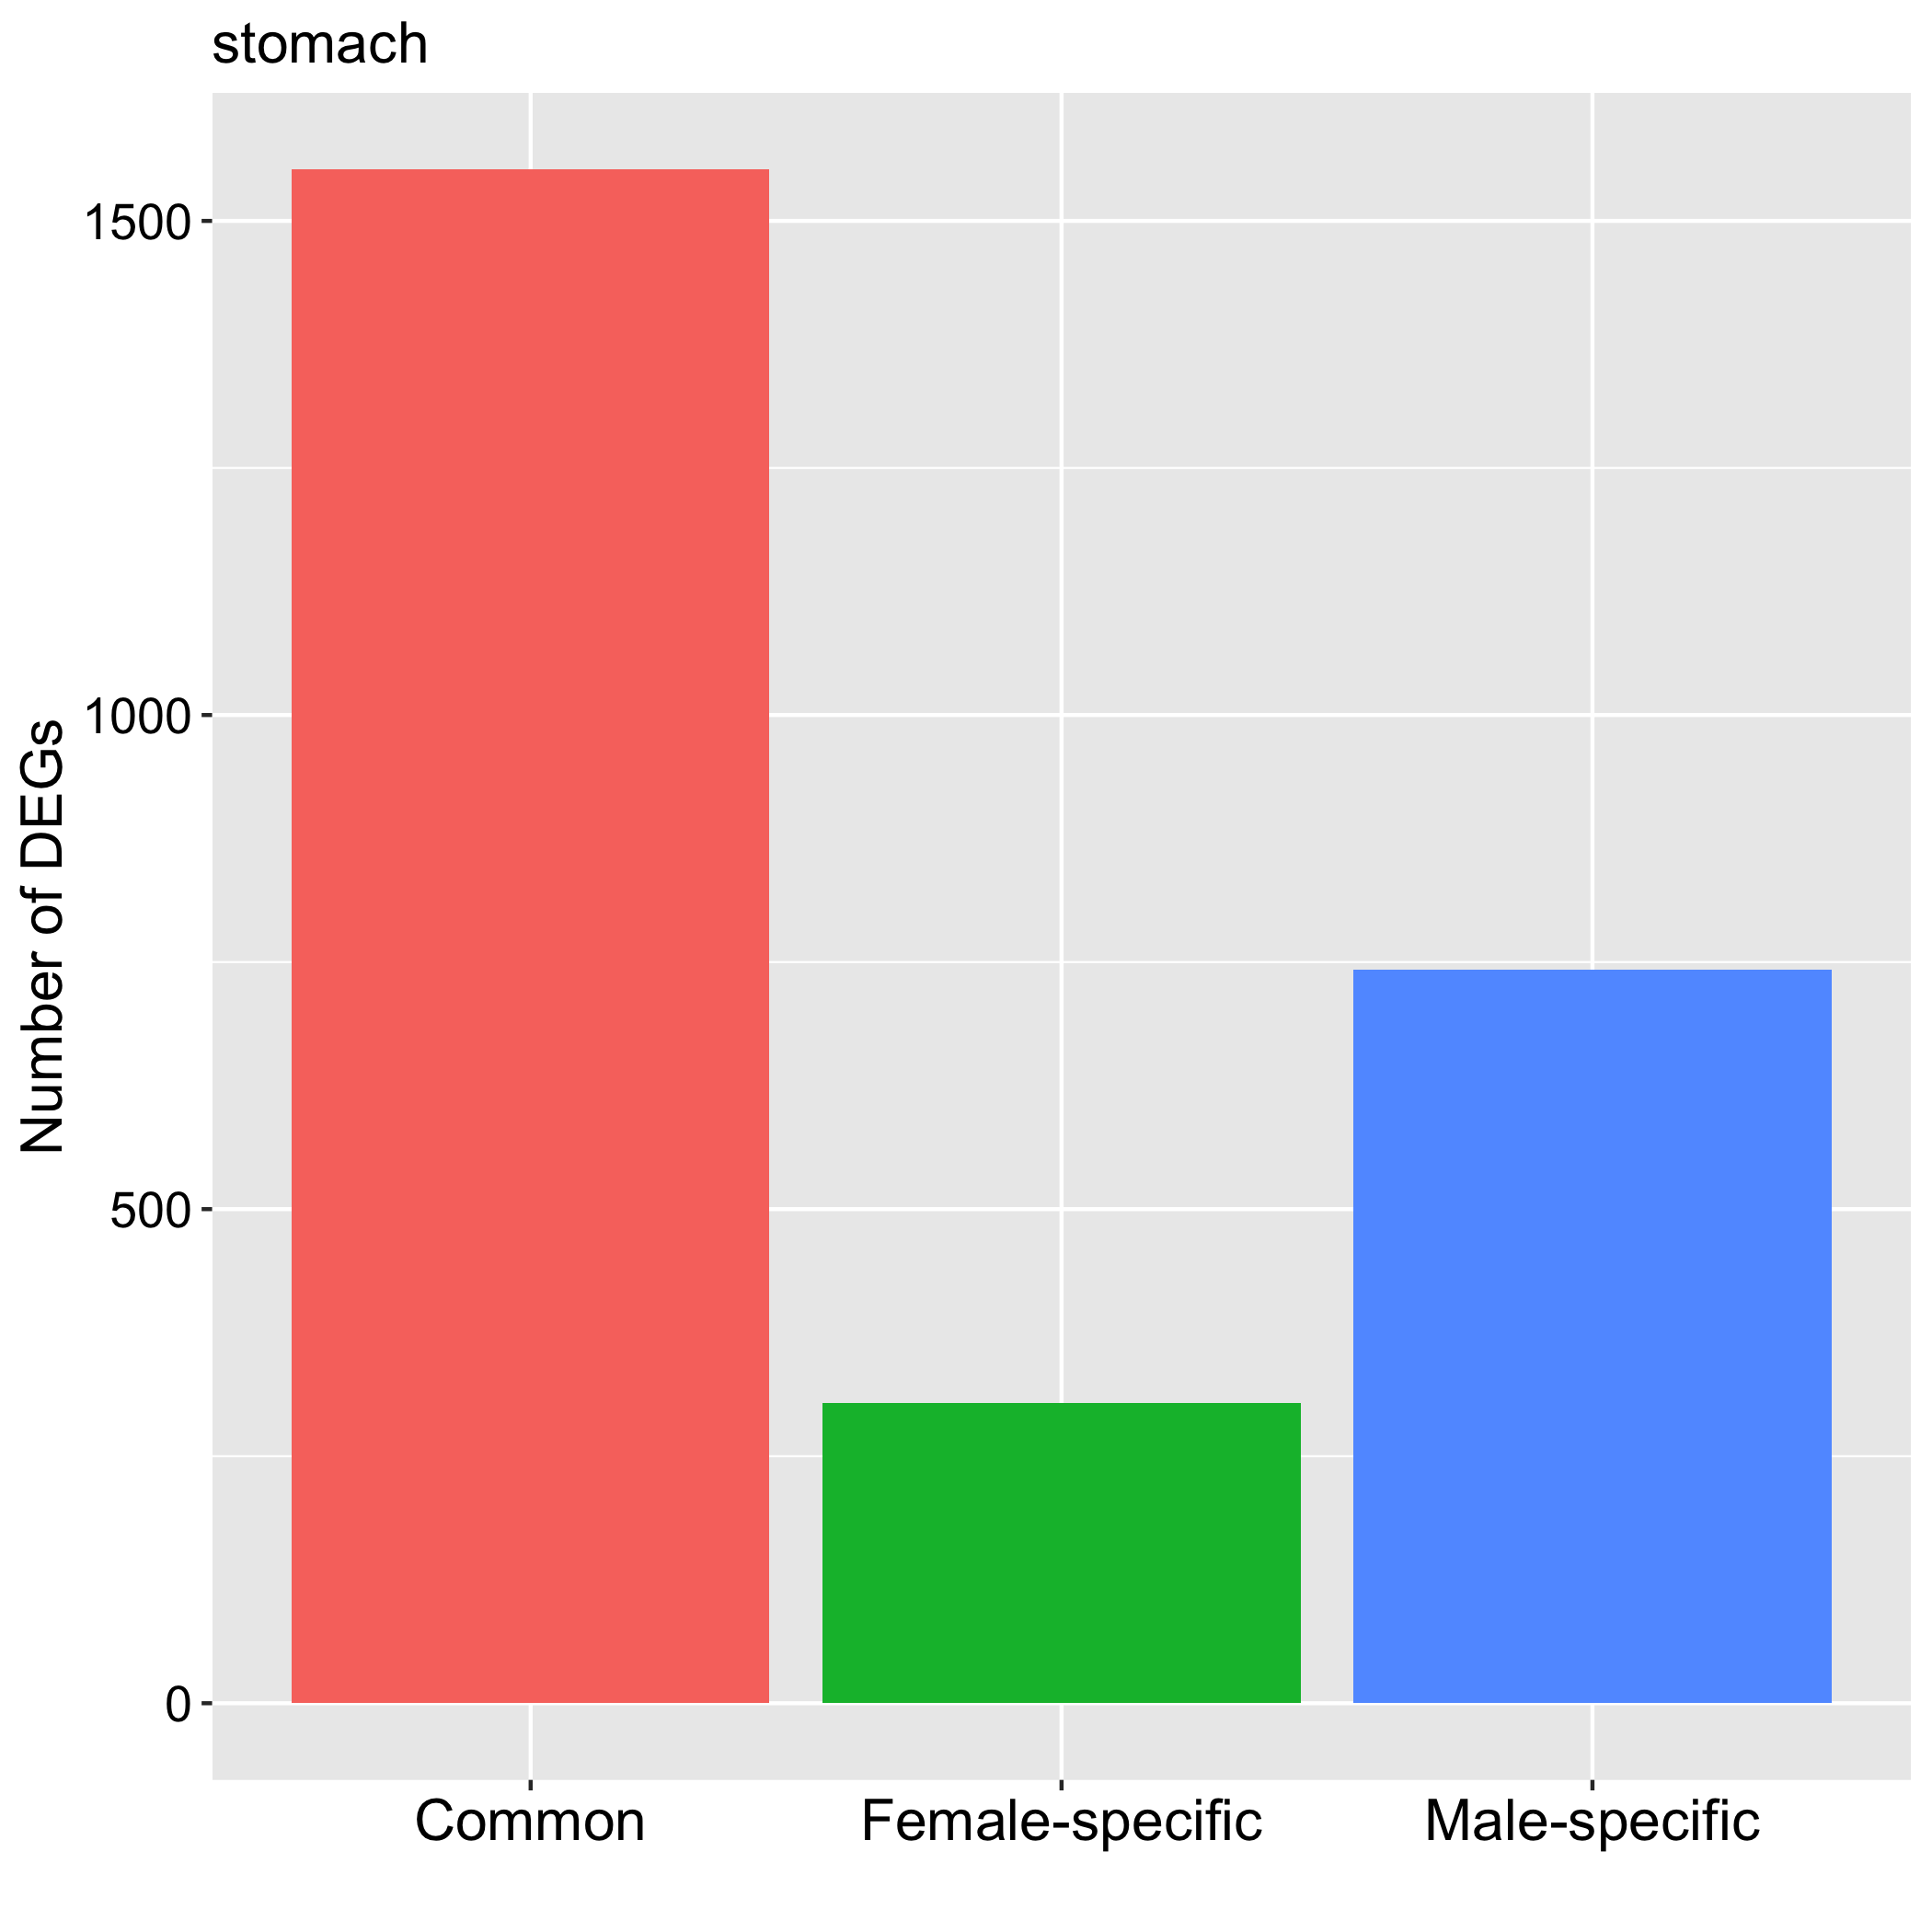 stomach
Number of DEGs
1500
1000
500
0
Common
Female-specific
Male-specific